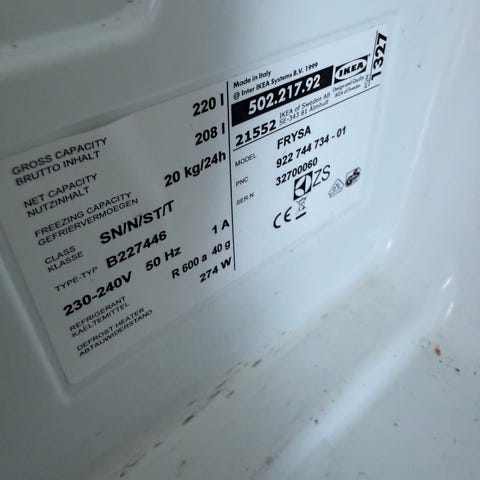 GROSS CAPACITY
BRUTTO INHALT 220 l
NET CAPACITY
NUTZINHALT 208 l
FREEZING CAPACITY
GEFRIERVERMOEGEN 20 kg/24h
CLASS
KLASSE SN/N/ST/T
TYPE-TYP B227446
230-240V 50 Hz 1 A
REFRIGERANT
KAELTEMITTEL R 600 a 40g
DEFROST HEATER
ABTAUWIDERSTAND 274 W
Made in Italy
@ Inter IKEA Systems B.V. 1999
502.217.92
IKEA
Design and Quality
IKEA of Sweden
1327
21552 IKEA of Sweden AB
SE-343 81 Älmhult
MODEL FRYSA
PNC 922 744 734 - 01
SER N. 32700060
ZS
CE